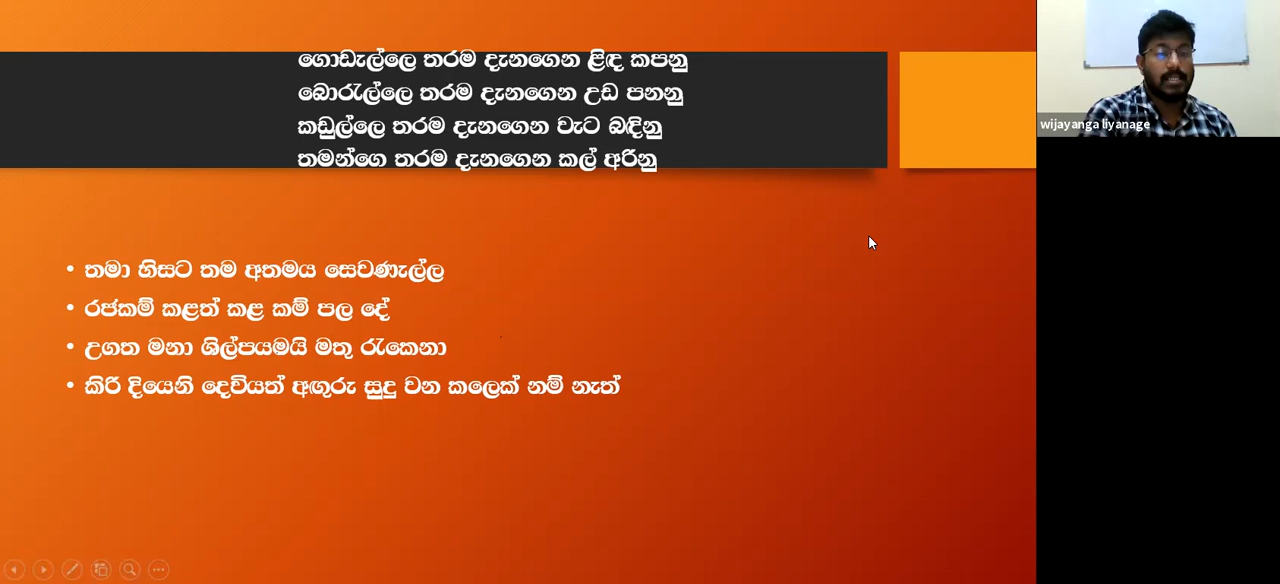 ගොඩැල්ලෙ තරම දැනගෙන ළිඳ කපනු
බොරැල්ලෙ තරම දැනගෙන උඩ පනනු
කඩුල්ලෙ තරම දැනගෙන වැට බඳිනු
තමන්ගෙ තරම දැනගෙන කල් අරිනු
wijayanga liyanage
• තමා හිසට තම අතමය සෙවණැල්ල
• රජකම් කළත් කළ කම් පල දේ
• උගත මනා ශිල්පයමයි මතු රැකෙනා
• කිරි දියෙනි දෙවියත් අඟුරු සුදු වන කලෙක් නම් නැත්